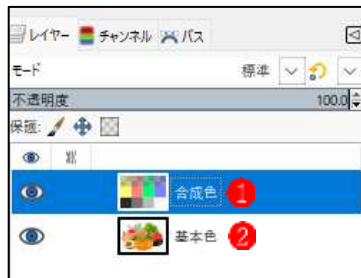 レイヤー チャンネル パス
モード 標準
不透明度 100.0
保護:
合成色 1
基本色 2